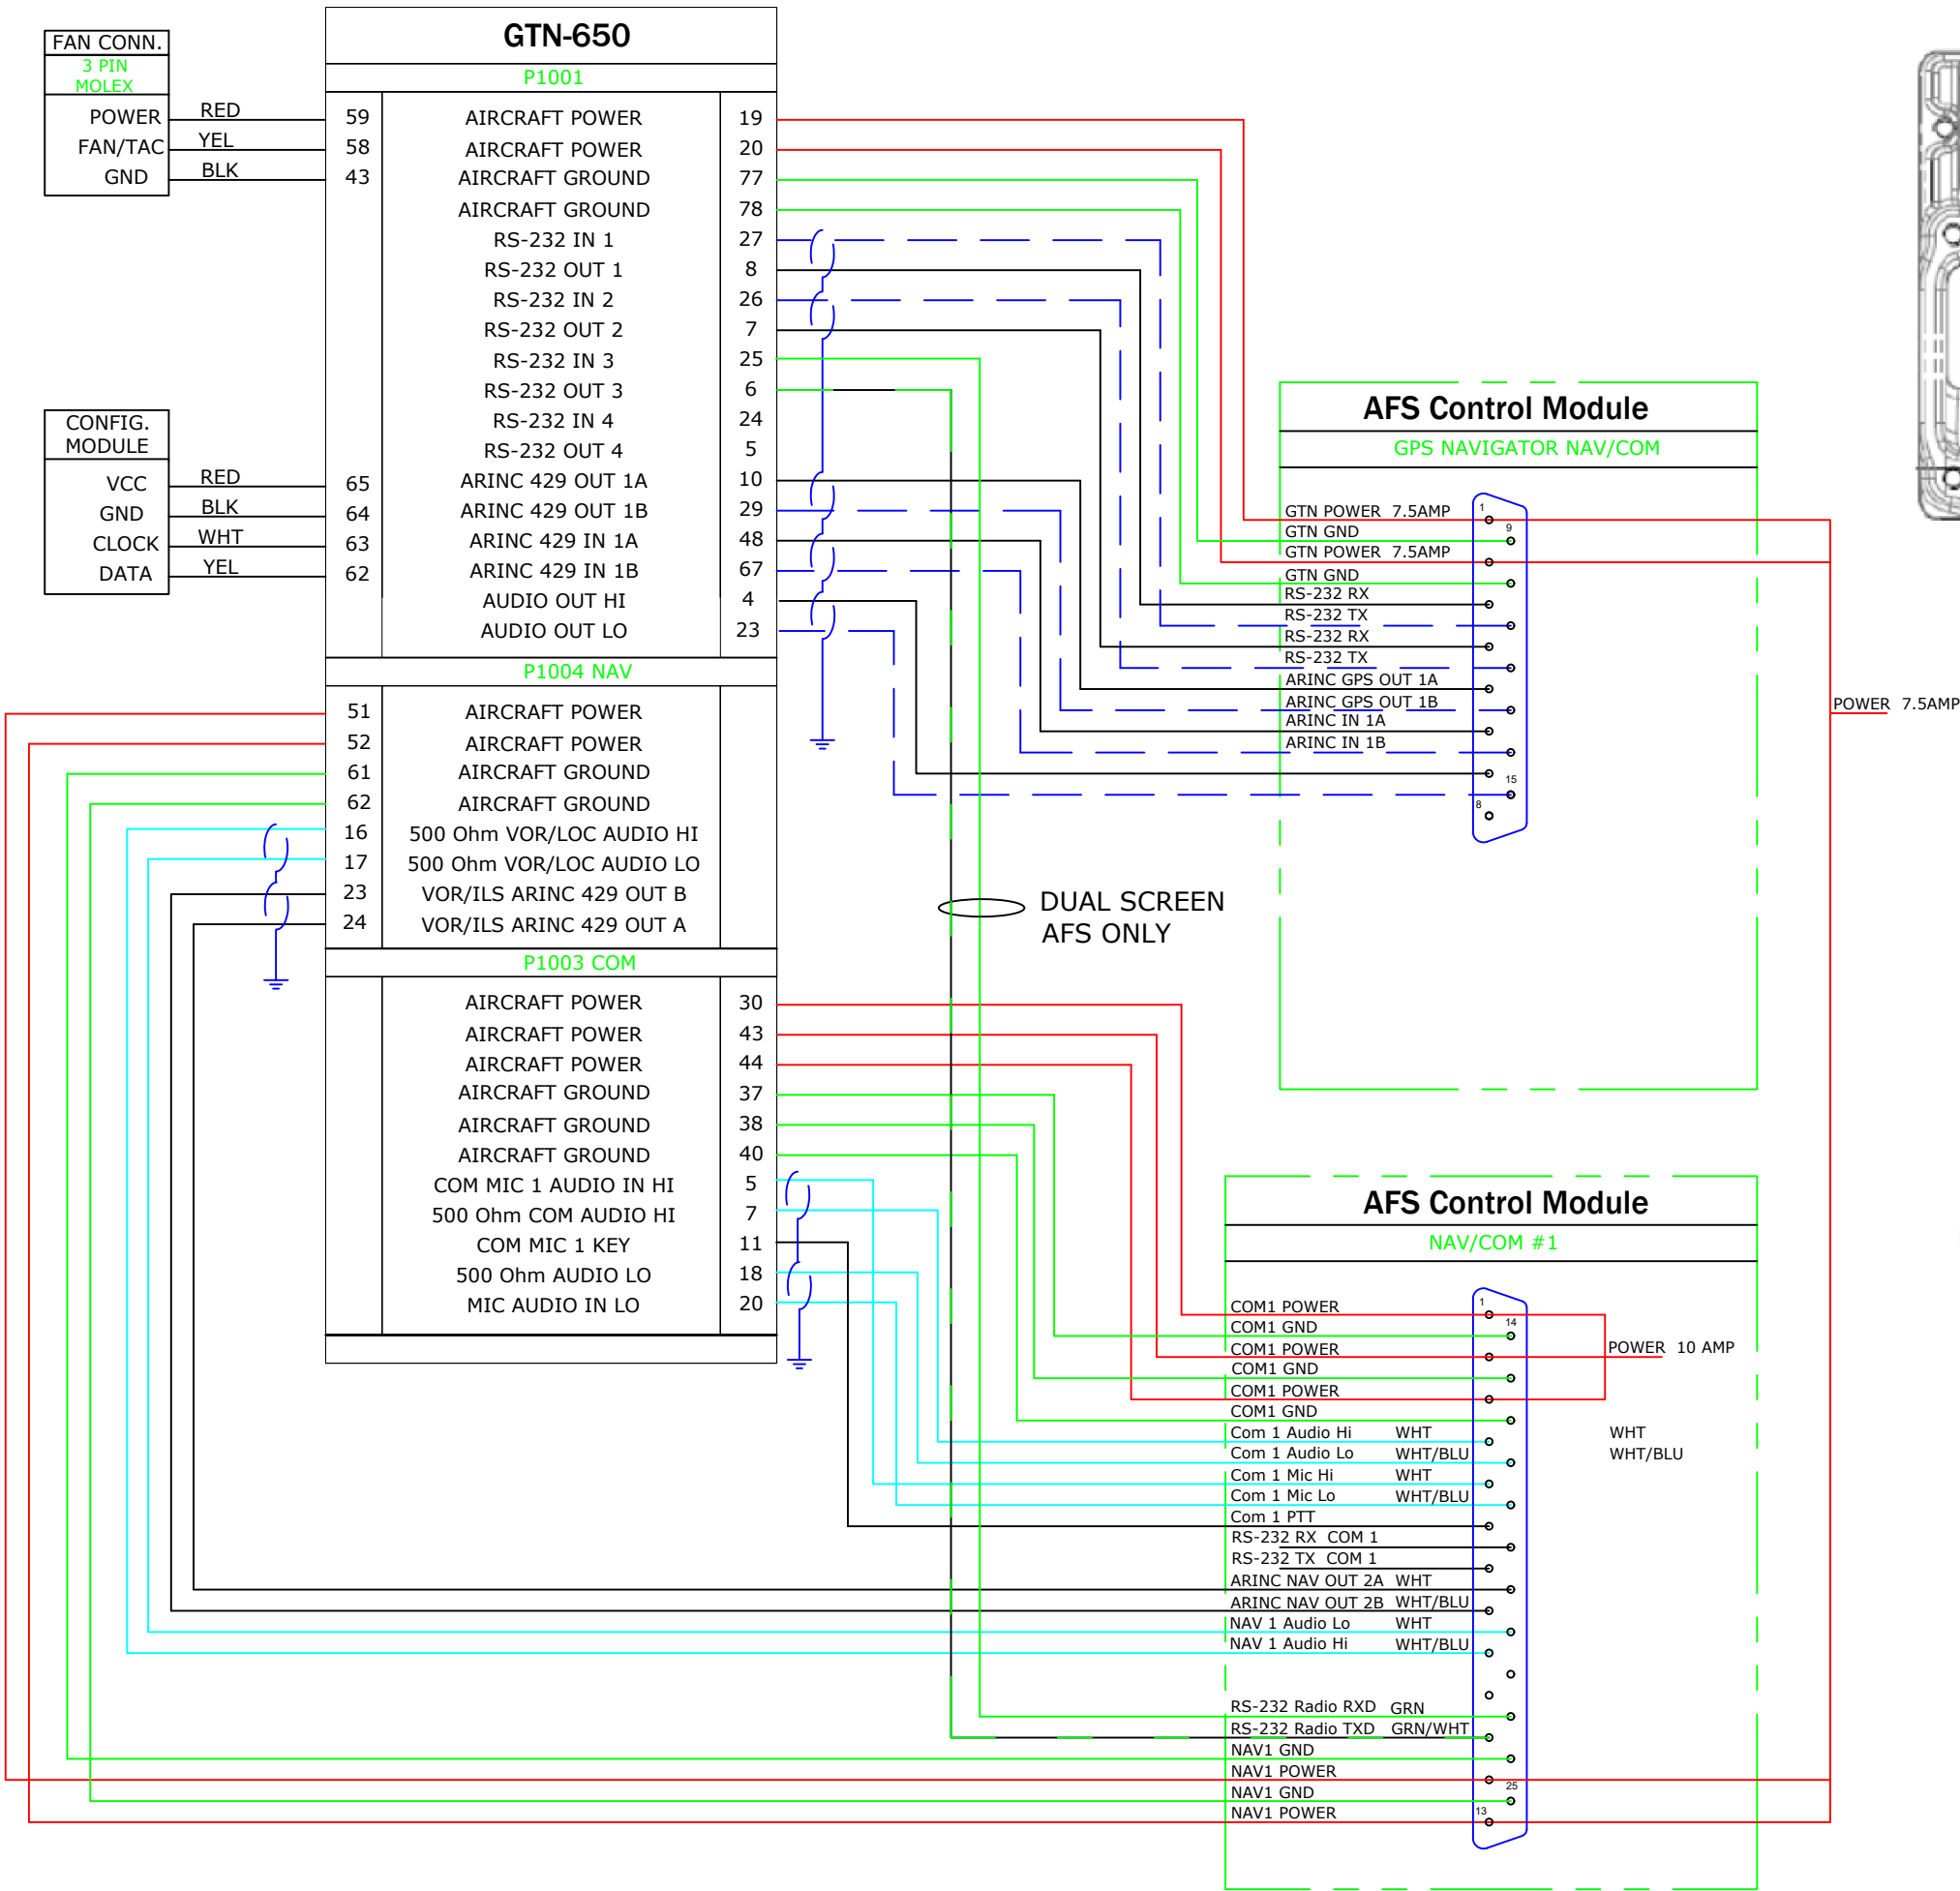 GTN-650
P1001
FAN CONN.
3 PIN
MOLEX
POWER RED 59
FAN/TAC YEL 58
GND BLK 43
AIRCRAFT POWER 19
AIRCRAFT POWER 20
AIRCRAFT GROUND 77
AIRCRAFT GROUND 78
RS-232 IN 1 27
RS-232 OUT 1 8
RS-232 IN 2 26
RS-232 OUT 2 7
RS-232 IN 3 25
RS-232 OUT 3 6
RS-232 IN 4 24
RS-232 OUT 4 5
CONFIG.
MODULE
VCC RED 65
GND BLK 64
CLOCK WHT 63
DATA YEL 62
ARINC 429 OUT 1A 10
ARINC 429 OUT 1B 29
ARINC 429 IN 1A 48
ARINC 429 IN 1B 67
AUDIO OUT HI 4
AUDIO OUT LO 23
P1004 NAV
51 AIRCRAFT POWER
52 AIRCRAFT POWER
61 AIRCRAFT GROUND
62 AIRCRAFT GROUND
16 500 Ohm VOR/LOC AUDIO HI
17 500 Ohm VOR/LOC AUDIO LO
23 VOR/ILS ARINC 429 OUT B
24 VOR/ILS ARINC 429 OUT A
P1003 COM
AIRCRAFT POWER 30
AIRCRAFT POWER 43
AIRCRAFT POWER 44
AIRCRAFT GROUND 37
AIRCRAFT GROUND 38
AIRCRAFT GROUND 40
COM MIC 1 AUDIO IN HI 5
500 Ohm COM AUDIO HI 7
COM MIC 1 KEY 11
500 Ohm AUDIO LO 18
MIC AUDIO IN LO 20
DUAL SCREEN
AFS ONLY
AFS Control Module
GPS NAVIGATOR NAV/COM
GTN POWER 7.5AMP 1
GTN GND 9
GTN POWER 7.5AMP
GTN GND
RS-232 RX
RS-232 TX
RS-232 RX
RS-232 TX
ARINC GPS OUT 1A
ARINC GPS OUT 1B
ARINC IN 1A
ARINC IN 1B
15
8
POWER 7.5AMP
AFS Control Module
NAV/COM #1
COM1 POWER 1
COM1 GND 14
COM1 POWER
POWER 10 AMP
COM1 GND
COM1 POWER
COM1 GND
Com 1 Audio Hi WHT WHT
Com 1 Audio Lo WHT/BLU WHT/BLU
Com 1 Mic Hi WHT
Com 1 Mic Lo WHT/BLU
Com 1 PTT
RS-232 RX COM 1
RS-232 TX COM 1
ARINC NAV OUT 2A WHT
ARINC NAV OUT 2B WHT/BLU
NAV 1 Audio Lo WHT
NAV 1 Audio Hi WHT/BLU
RS-232 Radio RXD GRN
RS-232 Radio TXD GRN/WHT
NAV1 GND
NAV1 POWER
NAV1 GND 25
NAV1 POWER 13